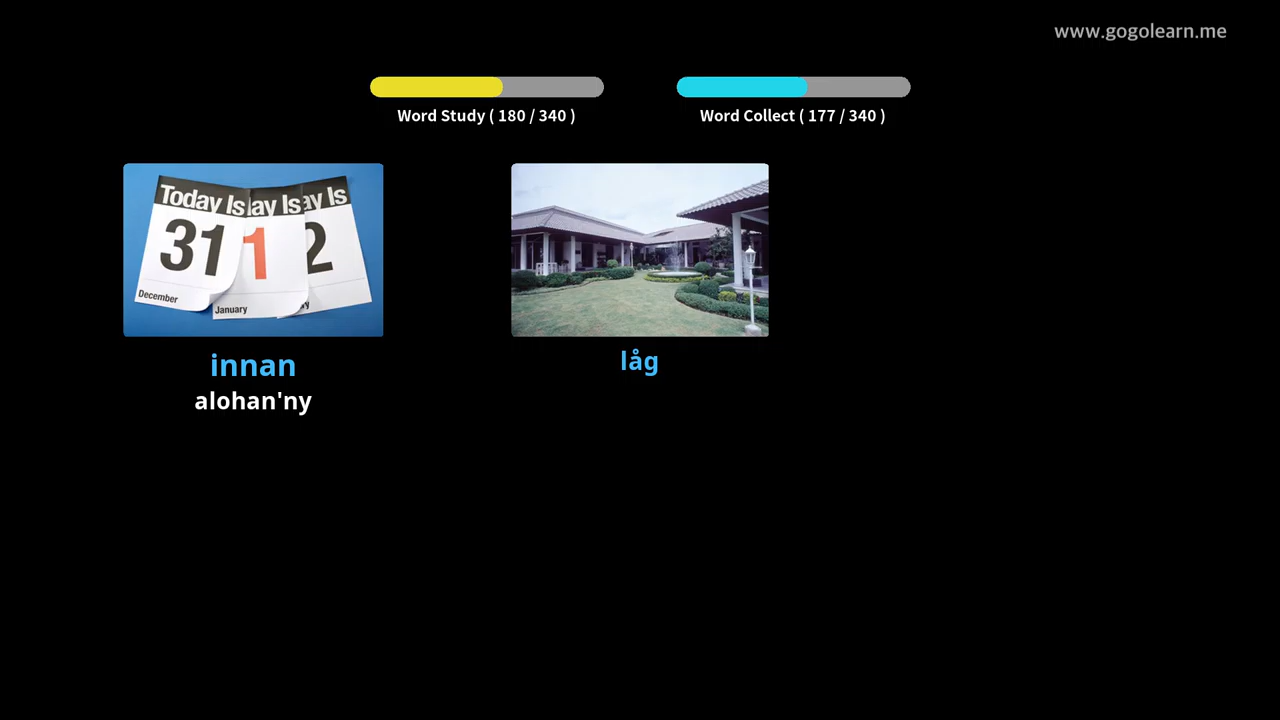 www.gogolearn.me
Word Study ( 180 / 340 )
Word Collect ( 177 / 340 )
Today Is
ay Is
ay Is
31
1
2
December
January
innan
alohan'ny
låg